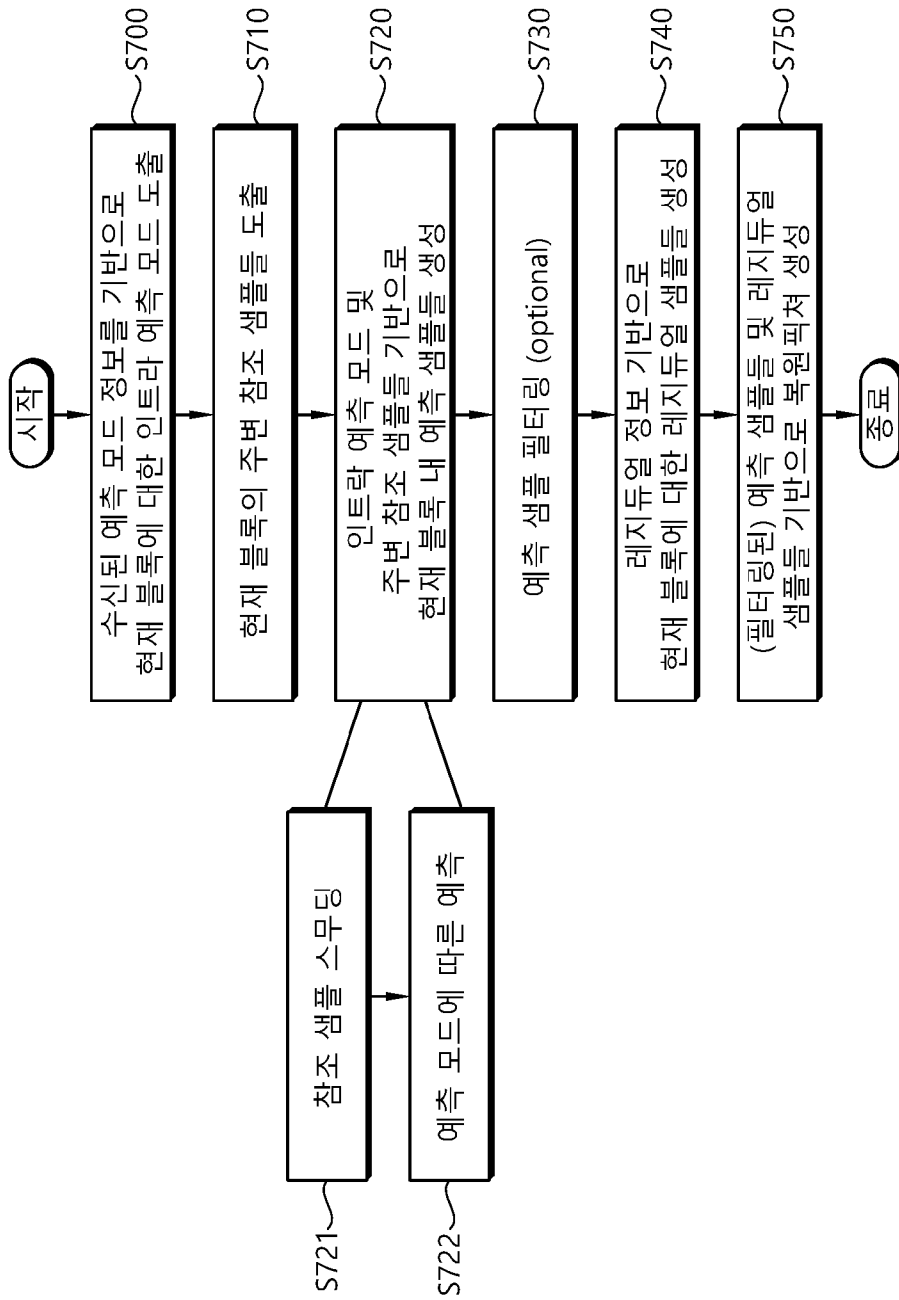 시작
수신된 예측 모드 정보를 기반으로
현재 블록에 대한 인트라 예측 모드 도출
S700
현재 블록의 주변 참조 샘플들 도출
S710
인트락 예측 모드 및
주변 참조 샘플들 기반으로
현재 블록 내 예측 샘플들 생성
S720
참조 샘플 스무딩
S721
예측 모드에 따른 예측
S722
예측 샘플 필터링 (optional)
S730
레지듀얼 정보 기반으로
현재 블록에 대한 레지듀얼 샘플들 생성
S740
(필터링된) 예측 샘플들 및 레지듀얼
샘플들 기반으로 복원픽쳐 생성
S750
종료